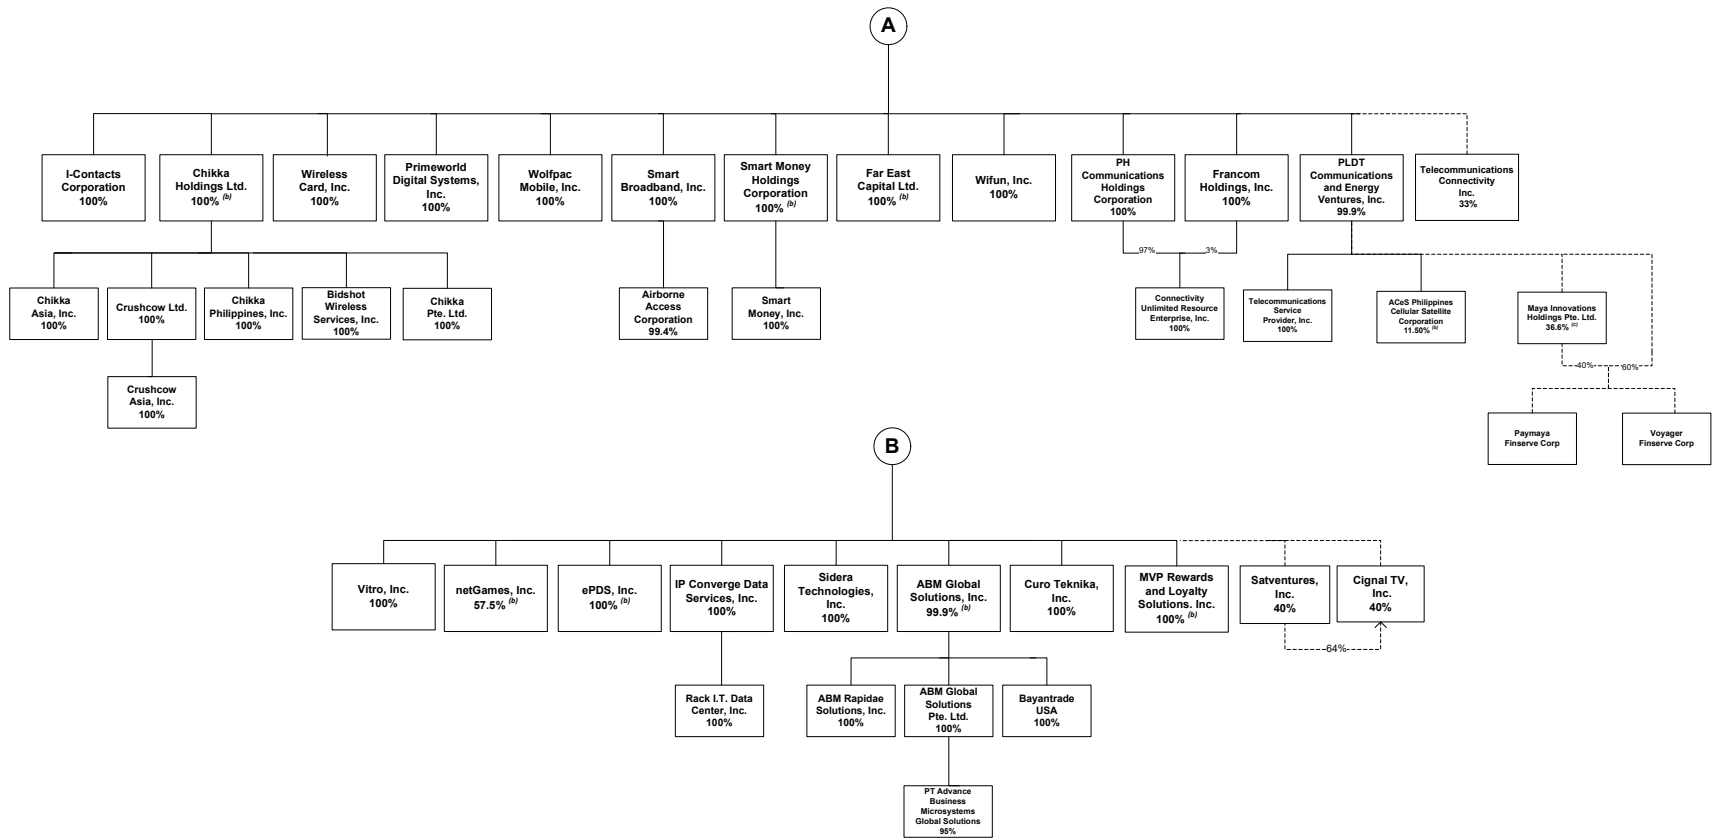 A
I-Contacts
Corporation
100%
Chikka
Holdings Ltd.
100% (b)
Wireless
Card, Inc.
100%
Primeworld
Digital Systems,
Inc.
100%
Wolfpac
Mobile, Inc.
100%
Smart
Broadband, Inc.
100%
Smart Money
Holdings
Corporation
100% (b)
Far East
Capital Ltd.
100% (b)
Wifun, Inc.
100%
PH
Communications
Holdings
Corporation
100%
Francom
Holdings, Inc.
100%
PLDT
Communications
and Energy
Ventures, Inc.
99.9%
Telecommunications
Connectivity
Inc.
33%
97%
3%
Chikka
Asia, Inc.
100%
Crushcow Ltd.
100%
Chikka
Philippines, Inc.
100%
Bidshot
Wireless
Services, Inc.
100%
Chikka
Pte. Ltd.
100%
Airborne
Access
Corporation
99.4%
Smart
Money, Inc.
100%
Connectivity
Unlimited Resource
Enterprise, Inc.
100%
Telecommunications
Service
Provider, Inc.
100%
ACeS Philippines
Cellular Satellite
Corporation
11.50% (b)
Maya Innovations
Holdings Pte. Ltd.
36.6% (c)
40%
60%
Crushcow
Asia, Inc.
100%
Paymaya
Finserve Corp
Voyager
Finserve Corp
B
Vitro, Inc.
100%
netGames, Inc.
57.5% (b)
ePDS, Inc.
100% (b)
IP Converge Data
Services, Inc.
100%
Sidera
Technologies,
Inc.
100%
ABM Global
Solutions, Inc.
99.9% (b)
Curo Teknika,
Inc.
100%
MVP Rewards
and Loyalty
Solutions. Inc.
100% (b)
Satventures,
Inc.
40%
Cignal TV,
Inc.
40%
64%
Rack I.T. Data
Center, Inc.
100%
ABM Rapidae
Solutions, Inc.
100%
ABM Global
Solutions
Pte. Ltd.
100%
Bayantrade
USA
100%
PT Advance
Business
Microsystems
Global Solutions
95%